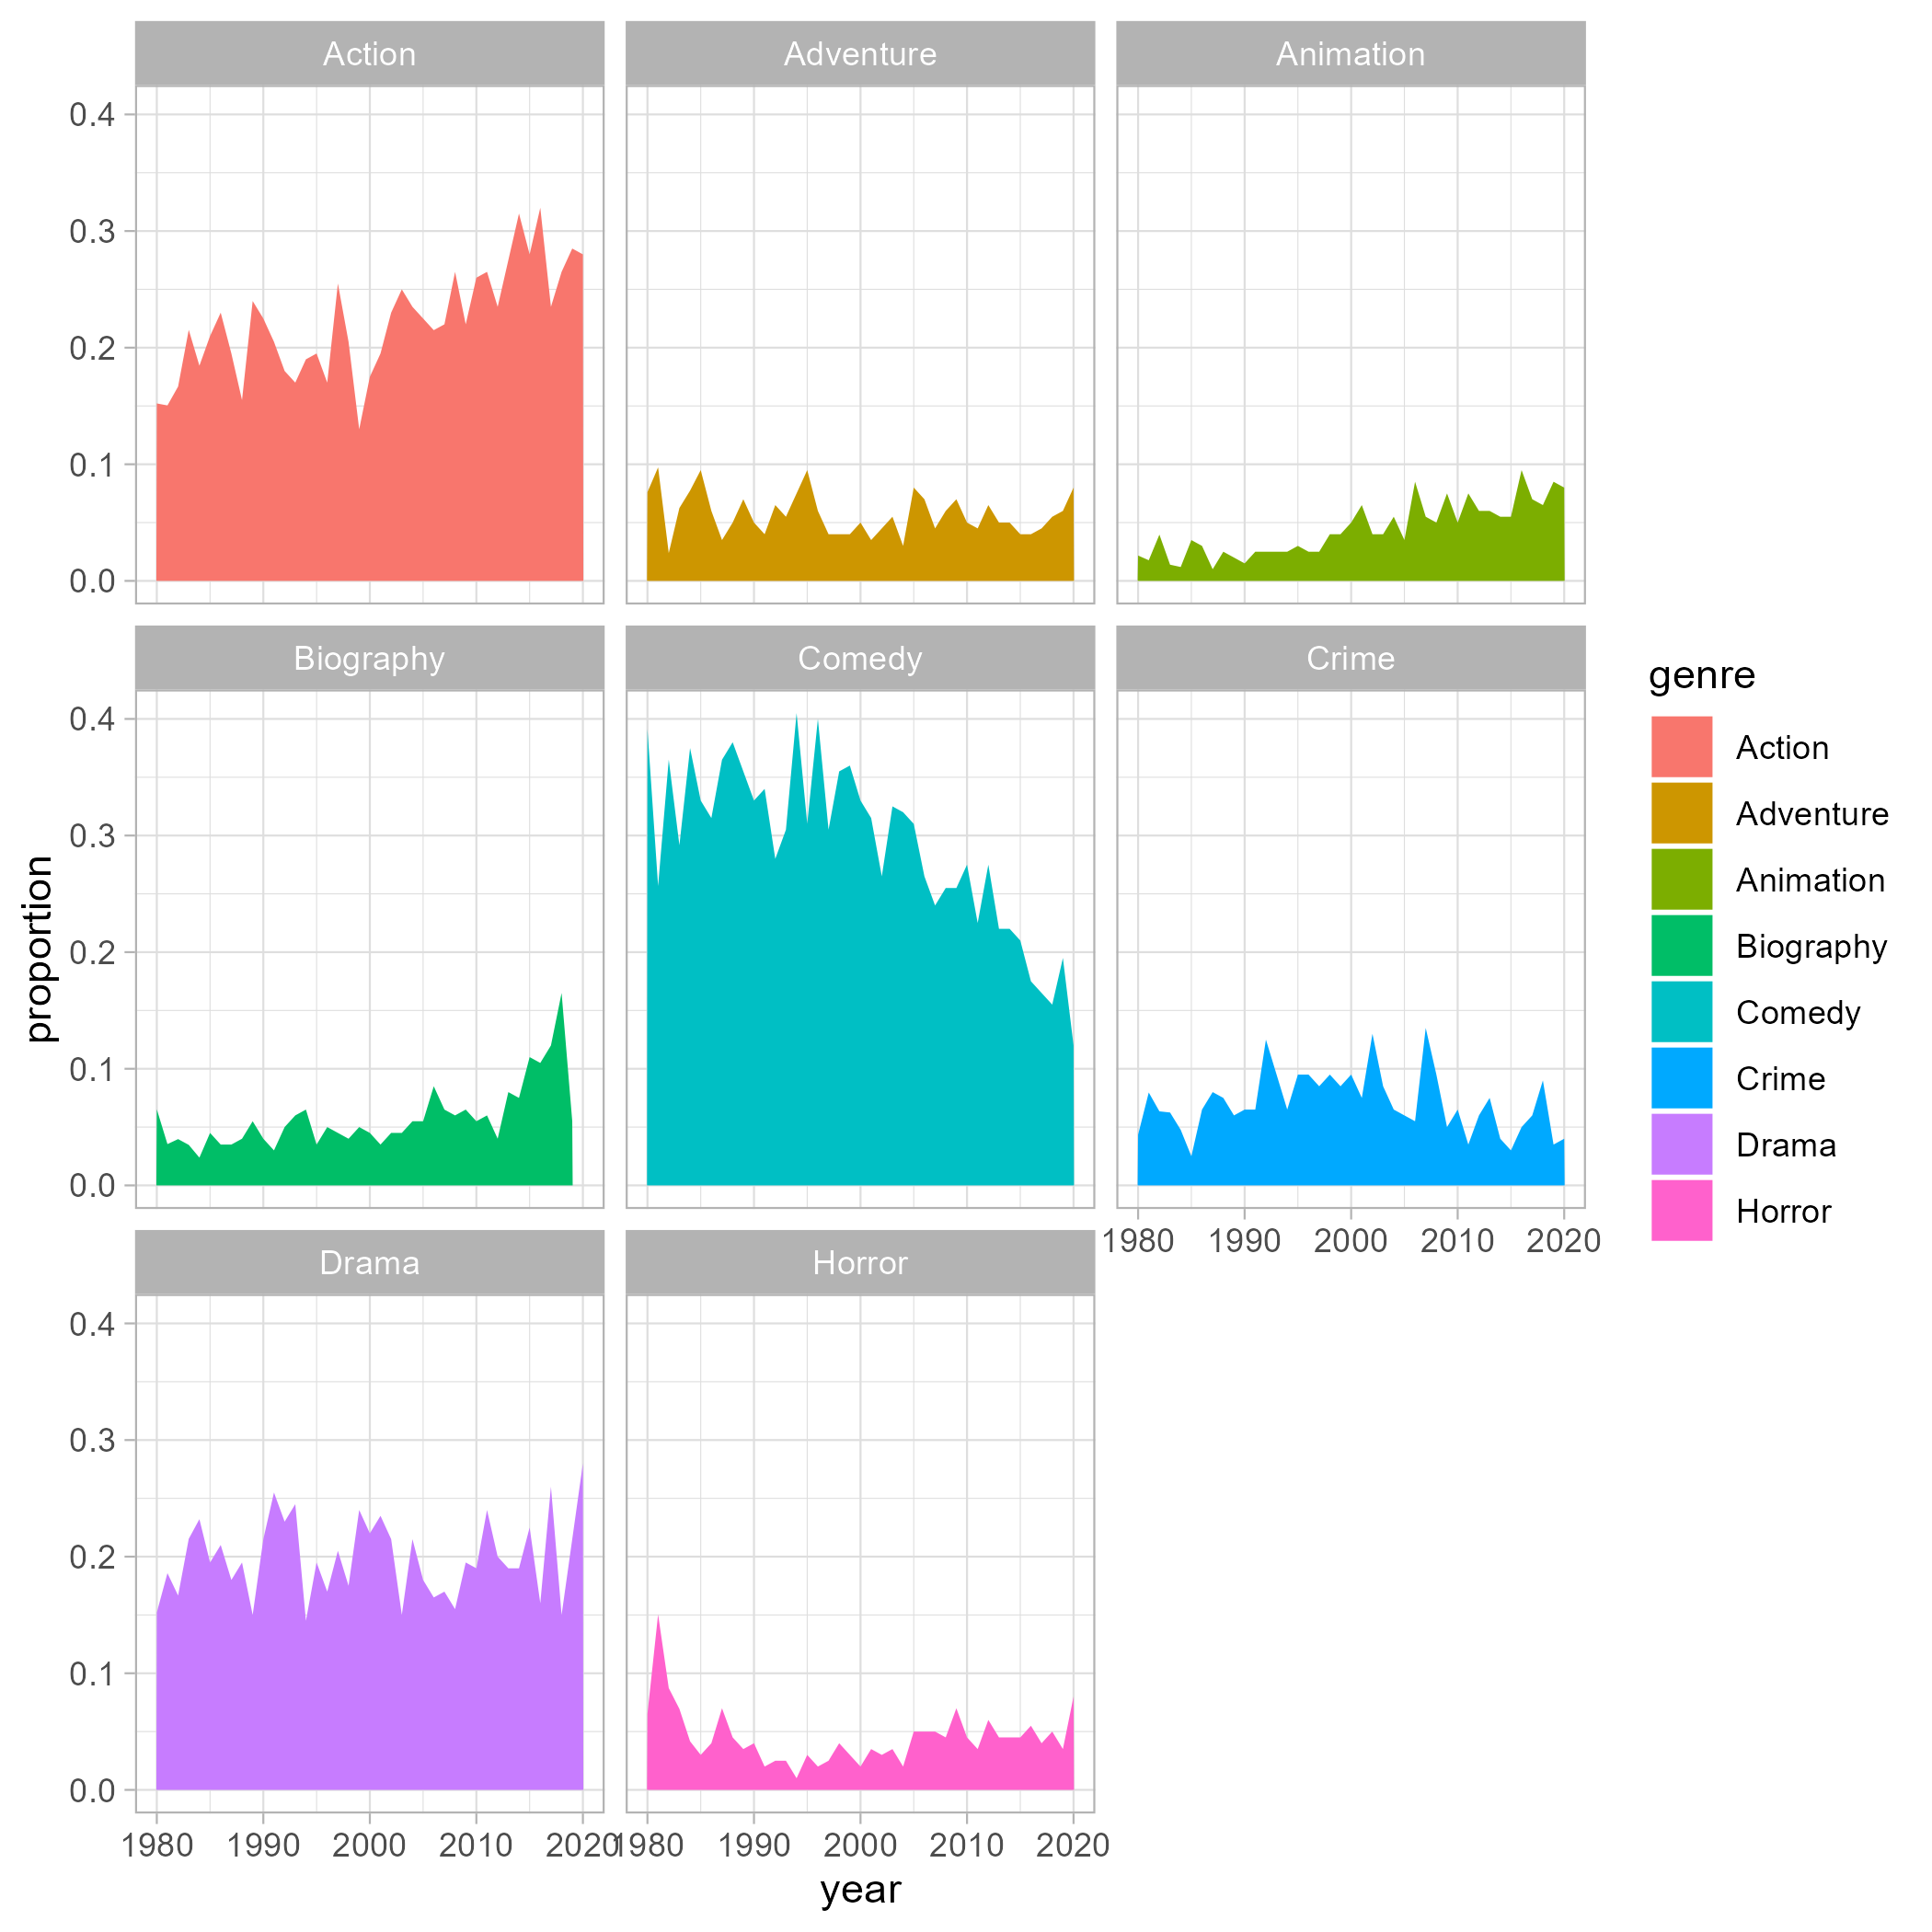 Action Adventure Animation
0.4
0.3
0.2
0.1
0.0
Biography Comedy Crime
0.4
0.3
0.2
0.1
0.0
1980 1990 2000 2010 2020
Drama Horror
0.4
0.3
0.2
0.1
0.0
1980 1990 2000 2010 2020 1980 1990 2000 2010 2020
year
proportion
genre
Action
Adventure
Animation
Biography
Comedy
Crime
Drama
Horror